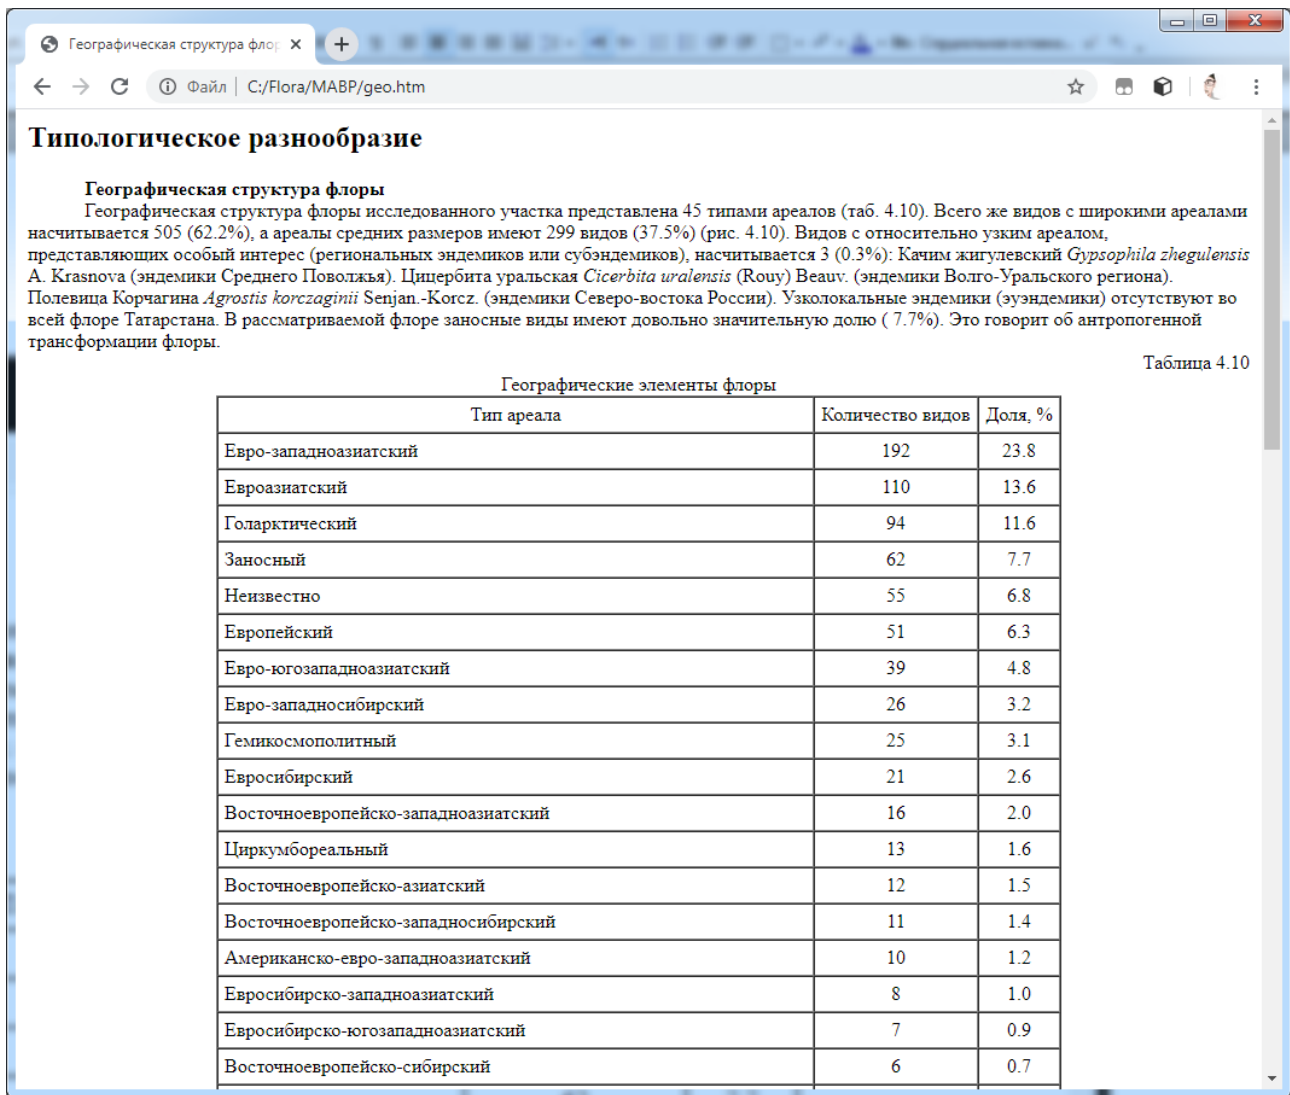 Географическая структура флор
Файл | C:/Flora/MABP/geo.htm
Типологическое разнообразие
Географическая структура флоры
Географическая структура флоры исследованного участка представлена 45 типами ареалов (таб. 4.10). Всего же видов с широкими ареалами
насчитывается 505 (62.2%), а ареалы средних размеров имеют 299 видов (37.5%) (рис. 4.10). Видов с относительно узким ареалом,
представляющих особый интерес (региональных эндемиков или субэндемиков), насчитывается 3 (0.3%): Качим жигулевский Gypsophila zhegulensis
A. Krasnova (эндемики Среднего Поволжья). Цицербита уральская Cicerbita uralensis (Rouy) Beauv. (эндемики Волго-Уральского региона).
Полевица Корчагина Agrostis korczaginii Senjan.-Korcz. (эндемики Северо-востока России). Узколокальные эндемики (эуэндемики) отсутствуют во
всей флоре Татарстана. В рассматриваемой флоре заносные виды имеют довольно значительную долю ( 7.7%). Это говорит об антропогенной
трансформации флоры.
Таблица 4.10
Географические элементы флоры
Тип ареала Количество видов Доля, %
Евро-западноазиатский 192 23.8
Евроазиатский 110 13.6
Голарктический 94 11.6
Заносный 62 7.7
Неизвестно 55 6.8
Европейский 51 6.3
Евро-югозападноазиатский 39 4.8
Евро-западносибирский 26 3.2
Гемикосмополитный 25 3.1
Евросибирский 21 2.6
Восточноевропейско-западноазиатский 16 2.0
Циркумбореальный 13 1.6
Восточноевропейско-азиатский 12 1.5
Восточноевропейско-западносибирский 11 1.4
Американско-евро-западноазиатский 10 1.2
Евросибирско-западноазиатский 8 1.0
Евросибирско-югозападноазиатский 7 0.9
Восточноевропейско-сибирский 6 0.7